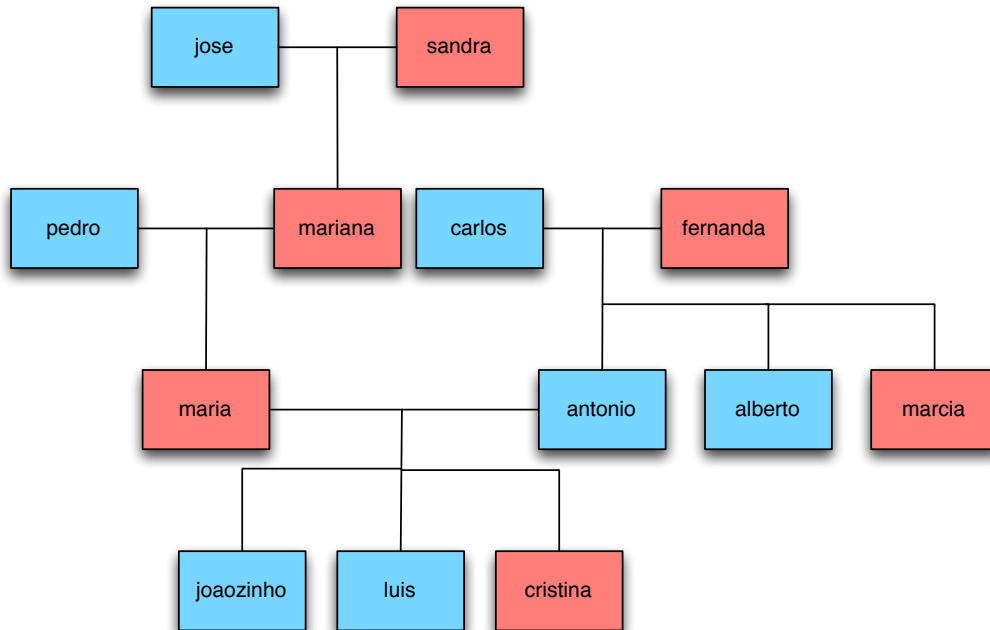 jose
sandra
pedro
mariana
carlos
fernanda
maria
antonio
alberto
marcia
joaozinho
luis
cristina